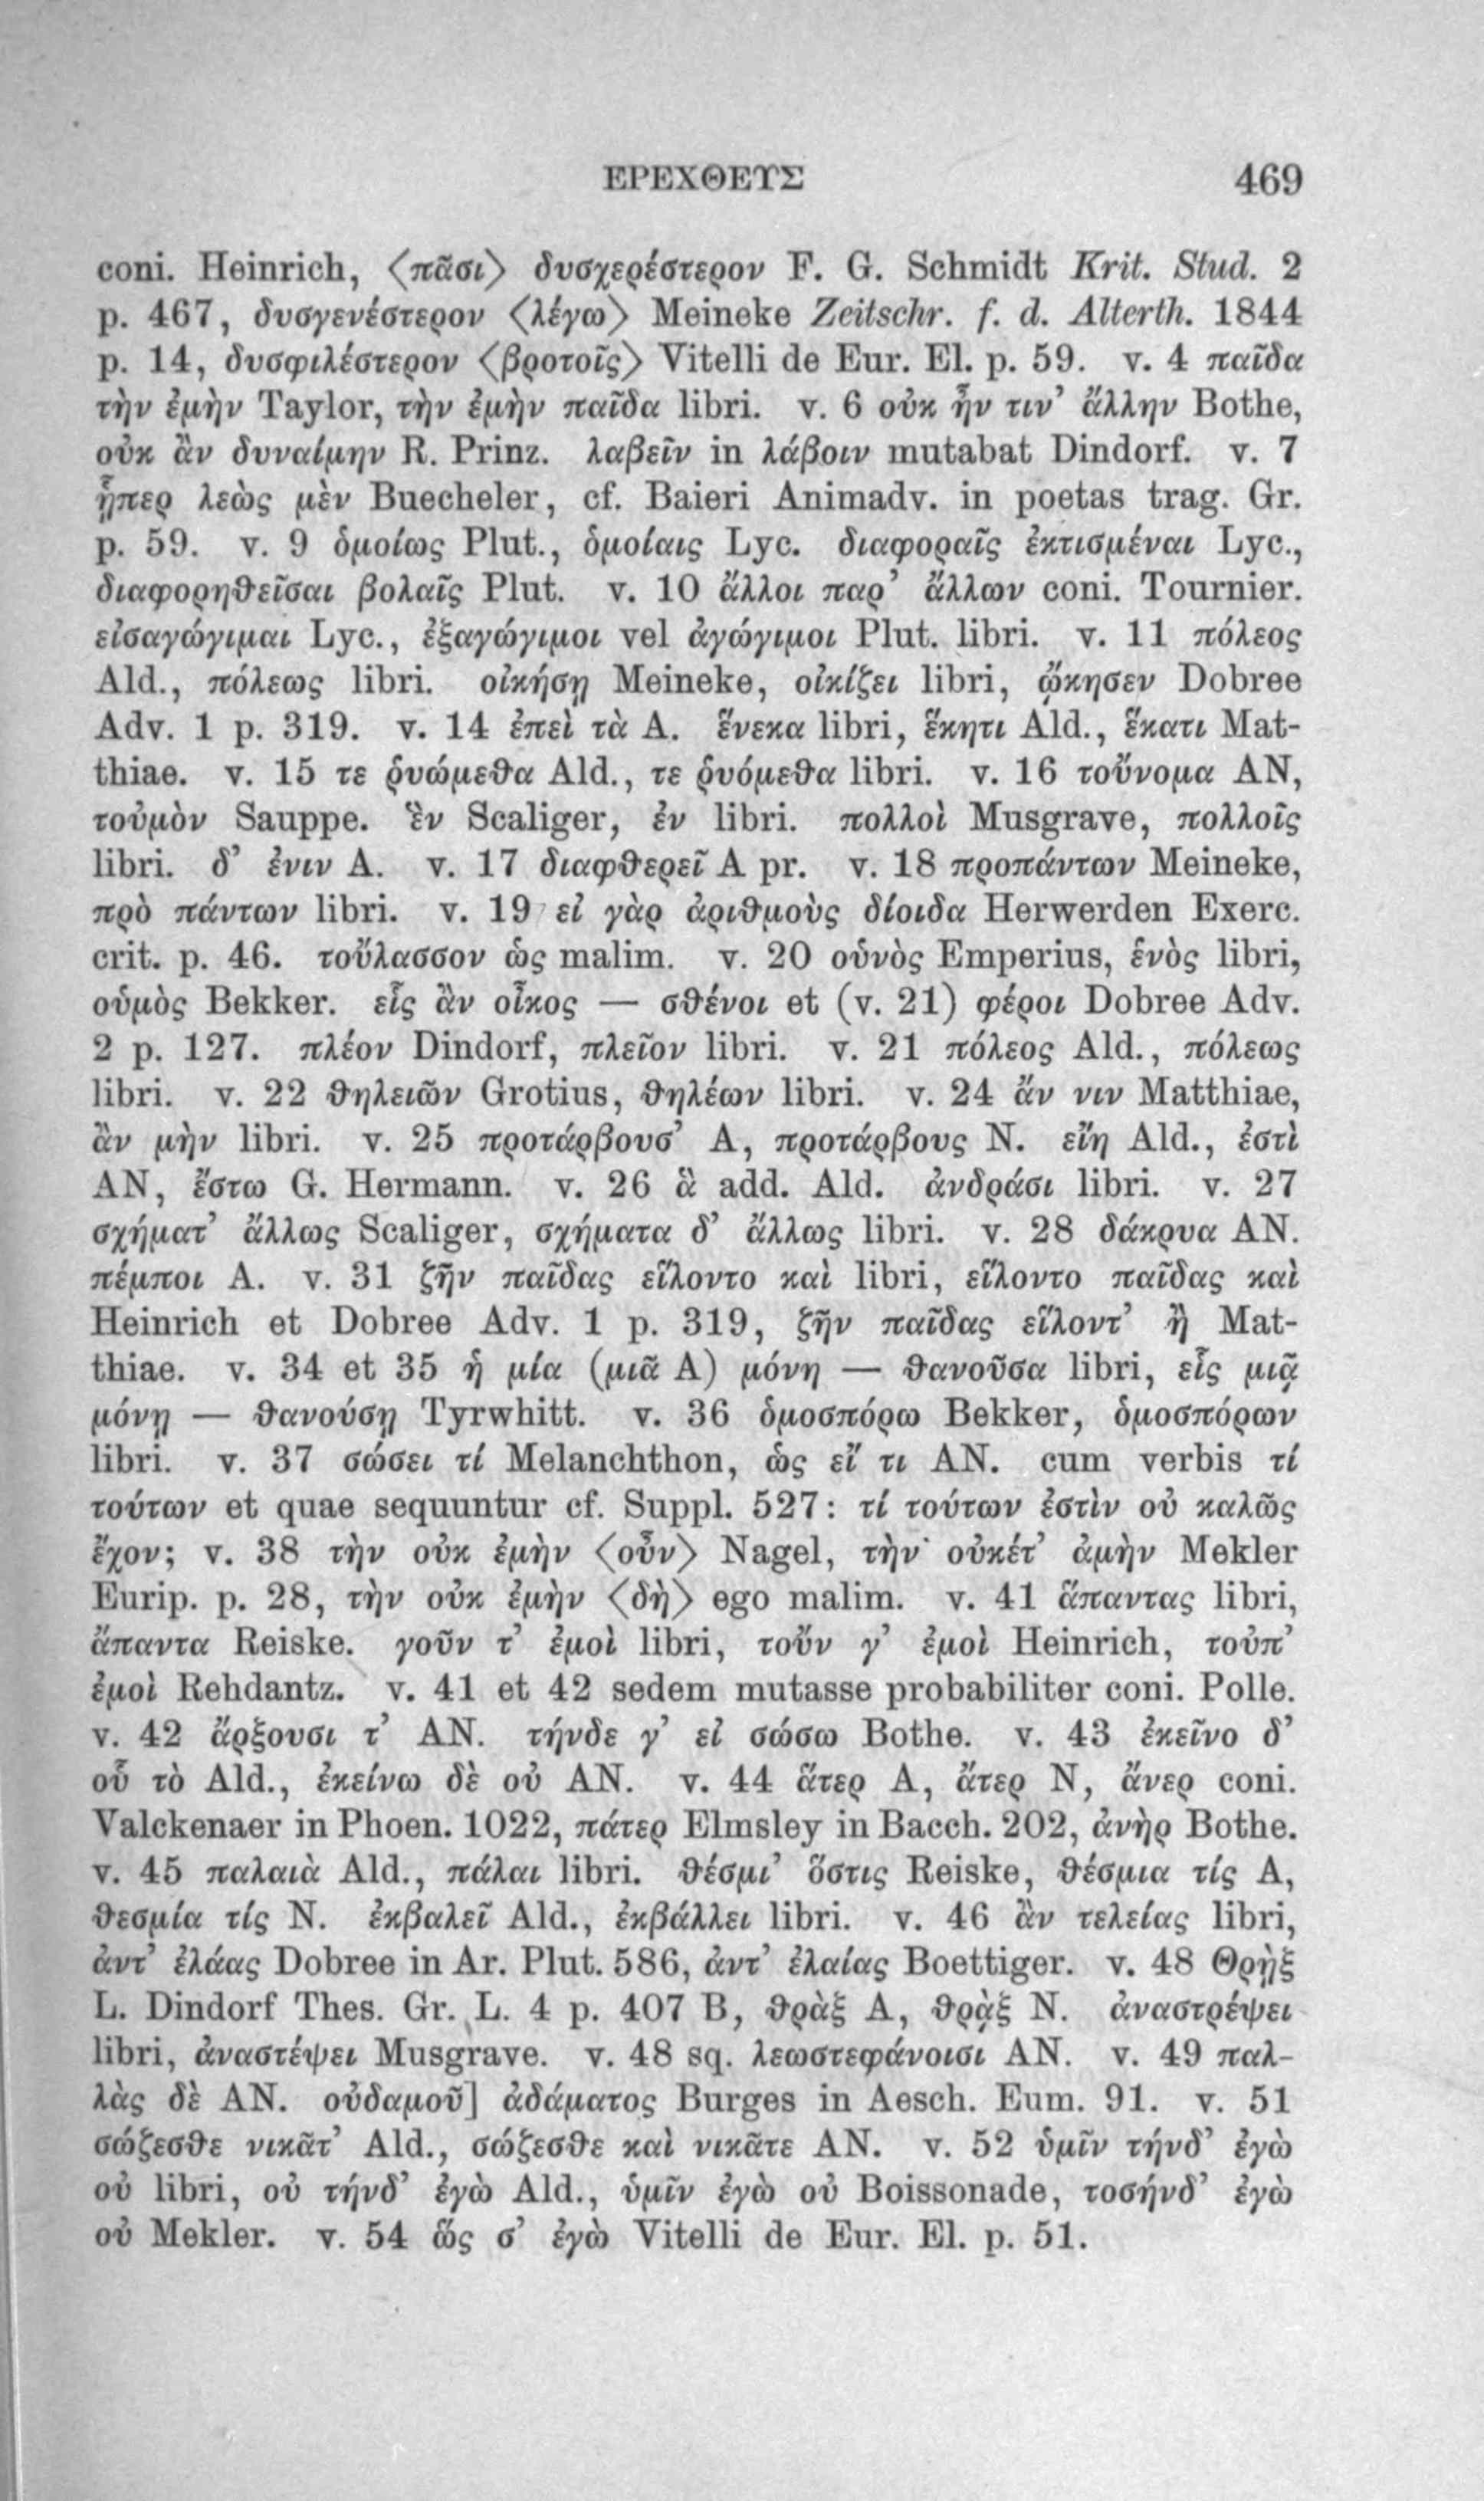 ΕΡΕΧΘΕΥΣ 469
coni. Heinrich, 〈πᾶσι〉 δυσχερέστερον F. G. Schmidt Krit. Stud. 2
p. 467, δυσγενέστερον 〈λέγω〉 Meineke Zeitschr. f. d. Alterth. 1844
p. 14, δυσφιλέστερον 〈βροτοῖς〉 Vitelli de Eur. El. p. 59. v. 4 παῖδα
τὴν ἐμὴν Taylor, τὴν ἐμὴν παῖδα libri. v. 6 οὐκ ἦν τιν’ ἄλλην Bothe,
οὐκ ἂν δυναίμην R. Prinz. λαβεῖν in λάβοιν mutabat Dindorf. v. 7
ᾗπερ λεὼς μὲν Buecheler, cf. Baieri Animadv. in poetas trag. Gr.
p. 59. v. 9 ὁμοίως Plut., ὁμοίαις Lyc. διαφοραῖς ἐκτισμέναι Lyc.,
διαφορηθεῖσαι βολαῖς Plut. v. 10 ἄλλοι παρ’ ἄλλων coni. Tournier.
εἰσαγώγιμαι Lyc., ἐξαγώγιμοι vel ἀγώγιμοι Plut. libri. v. 11 πόλεος
Ald., πόλεως libri. οἰκήσῃ Meineke, οἰκίζει libri, ᾤκησεν Dobree
Adv. 1 p. 319. v. 14 ἐπεὶ τὰ A. ἕνεκα libri, ἕκητι Ald., ἕκατι Mat-
thiae. v. 15 τε ῥυώμεθα Ald., τε ῥυόμεθα libri. v. 16 τοὔνομα AN,
τοὐμὸν Sauppe. ἓν Scaliger, ἐν libri. πολλοὶ Musgrave, πολλοῖς
libri. δ’ ἐνιν A. v. 17 διαφθερεῖ A pr. v. 18 προπάντων Meineke,
πρὸ πάντων libri. v. 19 εἰ γὰρ ἀριθμοὺς δίοιδα Herwerden Exerc.
crit. p. 46. τοὔλασσον ὡς malim. v. 20 οὑνὸς Emperius, ἑνὸς libri,
οὑμὸς Bekker. εἷς ἂν οἶκος — σθένοι et (v. 21) φέροι Dobree Adv.
2 p. 127. πλέον Dindorf, πλεῖον libri. v. 21 πόλεος Ald., πόλεως
libri. v. 22 θηλειῶν Grotius, θηλέων libri. v. 24 ἄν νιν Matthiae,
ἂν μὴν libri. v. 25 προτάρβουσ’ A, προτάρβους N. εἴη Ald., ἐστὶ
AN, ἔστω G. Hermann. v. 26 ἃ add. Ald. ἀνδράσι libri. v. 27
σχήματ’ ἄλλως Scaliger, σχήματα δ’ ἄλλως libri. v. 28 δάκρυα AN.
πέμποι A. v. 31 ζῆν παῖδας εἵλοντο καὶ libri, εἵλοντο παῖδας καὶ
Heinrich et Dobree Adv. 1 p. 319, ζῆν παῖδας εἵλοντ’ ἢ Mat-
thiae. v. 34 et 35 ἡ μία (μιᾶ A) μόνη — θανοῦσα libri, εἷς μιᾷ
μόνῃ — θανούσῃ Tyrwhitt. v. 36 ὁμοσπόρω Bekker, ὁμοσπόρων
libri. v. 37 σώσει τί Melanchthon, ὡς εἴ τι AN. cum verbis τί
τούτων et quae sequuntur cf. Suppl. 527: τί τούτων ἐστὶν οὐ καλῶς
ἔχον; v. 38 τὴν οὐκ ἐμὴν 〈οὖν〉 Nagel, τὴν οὐκέτ’ ἀμὴν Mekler
Eurip. p. 28, τὴν οὐκ ἐμὴν 〈δὴ〉 ego malim. v. 41 ἅπαντας libri,
ἅπαντα Reiske. γοῦν τ’ ἐμοὶ libri, τοὖν γ’ ἐμοὶ Heinrich, τοὐπ’
ἐμοὶ Rehdantz. v. 41 et 42 sedem mutasse probabiliter coni. Polle.
v. 42 ἄρξουσι τ’ AN. τήνδε γ’ εἰ σώσω Bothe. v. 43 ἐκεῖνο δ’
οὗ τὸ Ald., ἐκείνω δὲ οὐ AN. v. 44 ἅτερ A, ἄτερ N, ἄνερ coni.
Valckenaer in Phoen. 1022, πάτερ Elmsley in Bacch. 202, ἀνὴρ Bothe.
v. 45 παλαιὰ Ald., πάλαι libri. θέσμι’ ὅστις Reiske, θέσμια τίς A,
θεσμία τίς N. ἐκβαλεῖ Ald., ἐκβάλλει libri. v. 46 ἂν τελείας libri,
ἀντ’ ἐλάας Dobree in Ar. Plut. 586, ἀντ’ ἐλαίας Boettiger. v. 48 Θρῂξ
L. Dindorf Thes. Gr. L. 4 p. 407 B, θρὰξ A, θρᾲξ N. ἀναστρέψει
libri, ἀναστέψει Musgrave. v. 48 sq. λεωστεφάνοισι AN. v. 49 παλ-
λὰς δὲ AN. οὐδαμοῦ] ἀδάματος Burges in Aesch. Eum. 91. v. 51
σώζεσθε νικᾶτ’ Ald., σώζεσθε καὶ νικᾶτε AN. v. 52 ὑμῖν τήνδ’ ἐγὼ
οὐ libri, οὐ τήνδ’ ἐγὼ Ald., ὑμῖν ἐγὼ οὐ Boissonade, τοσήνδ’ ἐγὼ
οὐ Mekler. v. 54 ὥς σ’ ἐγὼ Vitelli de Eur. El. p. 51.